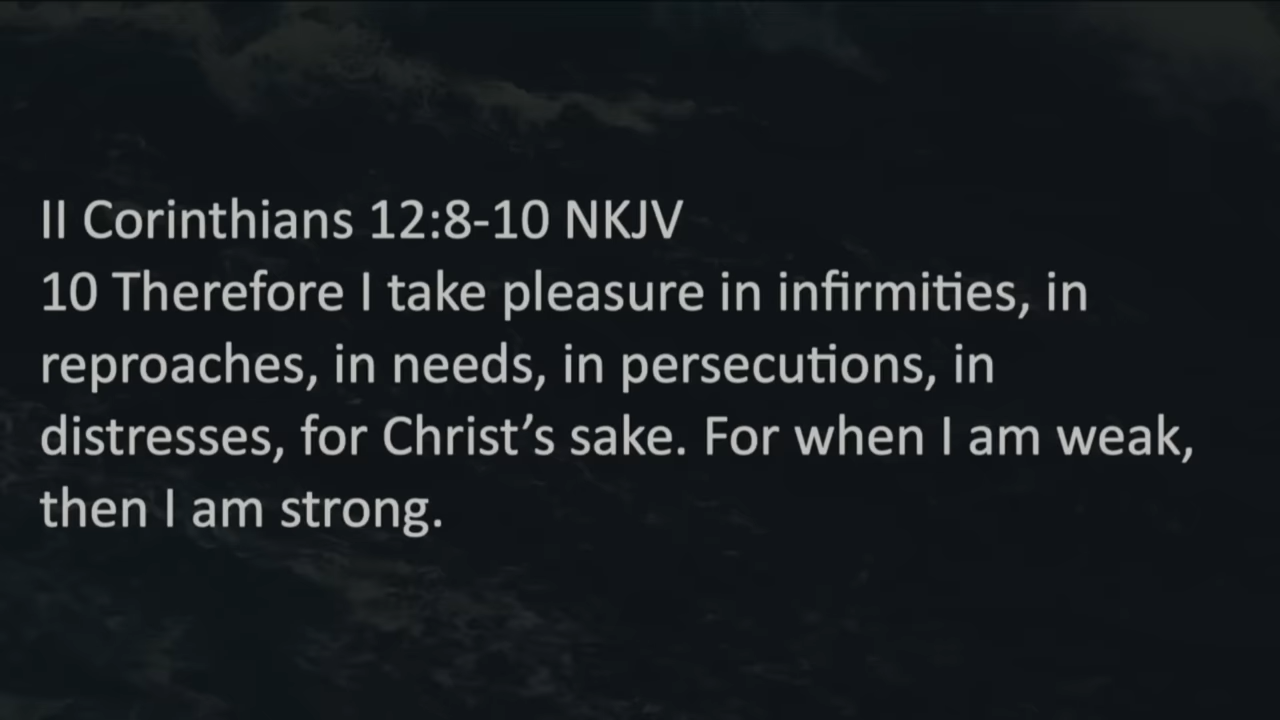 II Corinthians 12:8-10 NKJV
10 Therefore I take pleasure in infirmities, in
reproaches, in needs, in persecutions, in
distresses, for Christ’s sake. For when I am weak,
then I am strong.